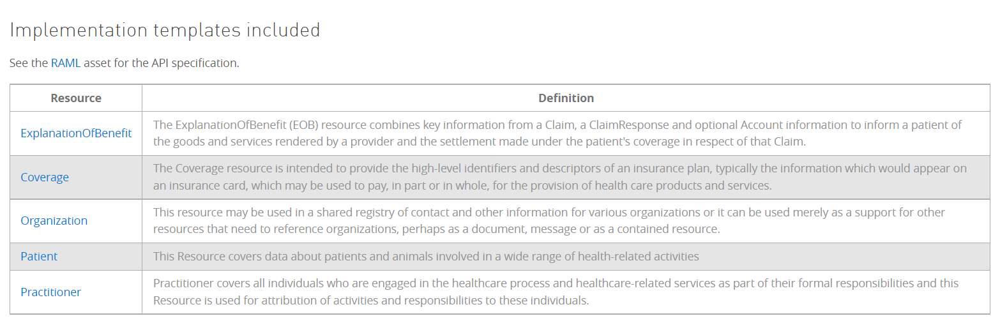 Implementation templates included
See the RAML asset for the API specification.
Resource
Definition
ExplanationOfBenefit
The ExplanationOfBenefit (EOB) resource combines key information from a Claim, a ClaimResponse and optional Account information to inform a patient of
the goods and services rendered by a provider and the settlement made under the patient's coverage in respect of that Claim.
Coverage
The Coverage resource is intended to provide the high-level identifiers and descriptors of an insurance plan, typically the information which would appear on
an insurance card, which may be used to pay, in part or in whole, for the provision of health care products and services.
Organization
This resource may be used in a shared registry of contact and other information for various organizations or it can be used merely as a support for other
resources that need to reference organizations, perhaps as a document, message or as a contained resource.
Patient
This Resource covers data about patients and animals involved in a wide range of health-related activities
Practitioner
Practitioner covers all individuals who are engaged in the healthcare process and healthcare-related services as part of their formal responsibilities and this
Resource is used for attribution of activities and responsibilities to these individuals.